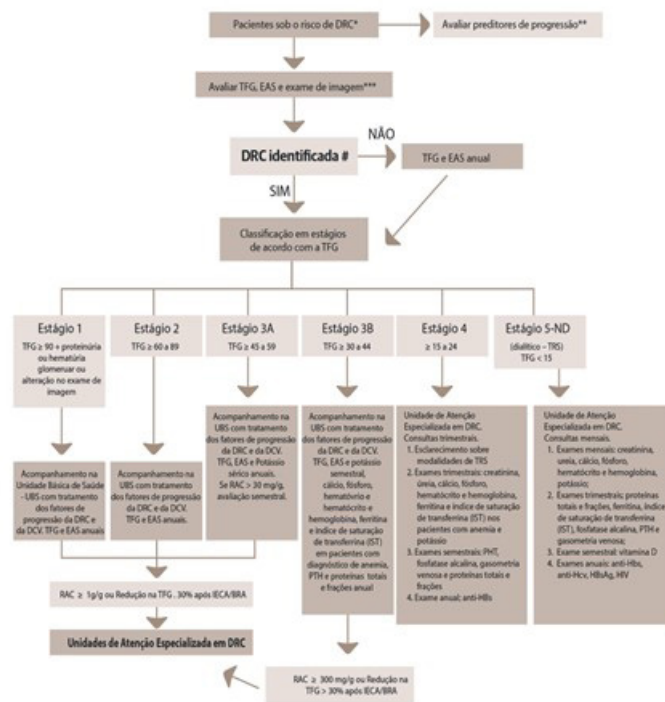 Pacientes sob o risco de DRC*
Avaliar preditores de progressão**
Avaliar TFG, EAS e exame de imagem***
DRC identificada #
NÃO
TFG e EAS anual
SIM
Classificação em estágios
de acordo com a TFG
Estágio 1
TFG ≥ 90 + proteinúria
ou hematúria
glomeruar ou
alteração no exame de
imagem
Estágio 2
TFG ≥ 60 a 89
Estágio 3A
TFG ≥ 45 a 59
Estágio 3B
TFG ≥ 30 a 44
Estágio 4
≥ 15 a 24
Estágio 5-ND
(dialítico – TRS)
TFG < 15
Acompanhamento na
Unidade Básica de Saúde
- UBS com tratamento
dos fatores de
progressão da DRC e da
DCV. TFG e EAS anuais
Acompanhamento na
UBS com tratamento
dos fatores de progressão
da DRC e da DCV.
TFG e EAS anuais.
Acompanhamento na
UBS com tratamento
dos fatores de progressão
da DRC e da DCV.
TFG, EAS e Potássio
sérico anuais.
Se RAC > 30 mg/g,
avaliação semestral.
Acompanhamento na
UBS com tratamento
dos fatores de progressão
da DRC e da DCV.
TFG, EAS e potássio
semestral,
cálcio, fósforo,
hematóvrio e
hematócrito e
hemoglobina, ferritina
e índice de saturação de
transferrina (IST)
em pacientes com
diagnóstico de anemia,
PTH e proteínas totais
e frações anual
Unidade de Atenção
Especializada em DRC.
Consultas trimestrais.
1. Esclarecimento sobre
modalidades de TRS
2. Exames trimestrais: creatinina,
ureia, cálcio, fósforo,
hematócrito e hemoglobina,
ferritina e índice de saturação
de transferrina (IST) nos
pacientes com anemia e
potássio
3. Exames semestrais: PHT,
fosfatase alcalina, gasometria
venosa e proteínas totais e
frações
4. Exame anual; anti-HBs
Unidade de Atenção
Especializada em DRC.
Consultas mensais.
1. Exames mensais: creatinina,
ureia, cálcio, fósforo,
hematócrito e hemoglobina,
potássio;
2. Exames trimestrais; proteínas
totais e frações, ferritina, índice
de saturação de transferrina
(IST), fosfatase alcalina, PTH e
gasometria venosa;
3. Exame semestral: vitamina D
4. Exames anuais: anti-Hbs,
anti-Hcv, HBsAg, HIV
RAC ≥ 1g/g ou Redução na TFG . 30% após IECA/BRA
Unidades de Atenção Especializada em DRC
RAC ≥ 300 mg/g ou Redução na
TFG > 30% após IECA/BRA